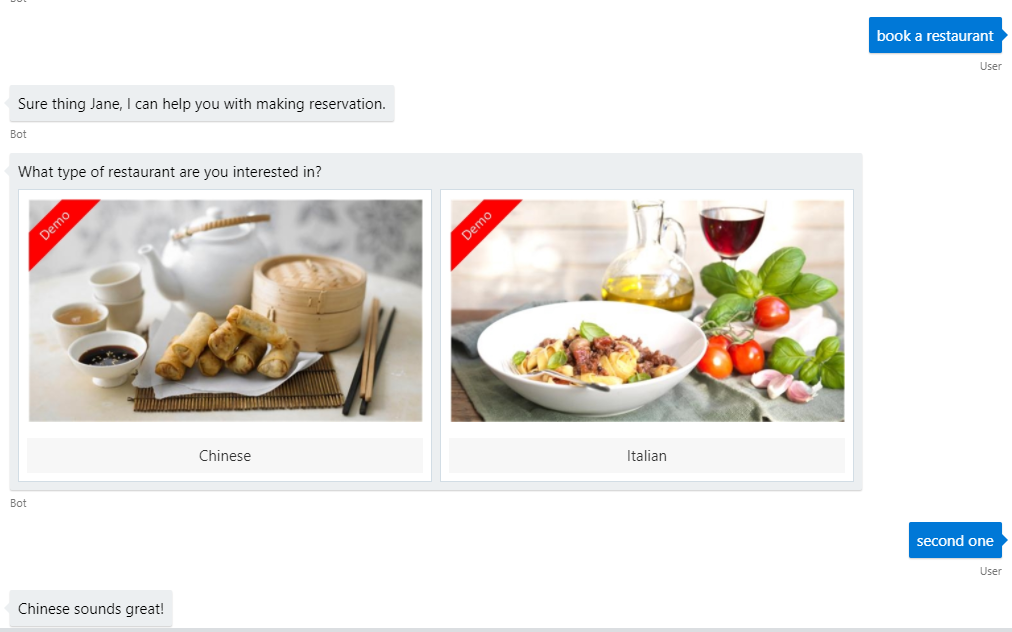 Bot
book a restaurant
User
Sure thing Jane, I can help you with making reservation.
Bot
What type of restaurant are you interested in?
Demo
Demo
Chinese
Italian
Bot
second one
User
Chinese sounds great!